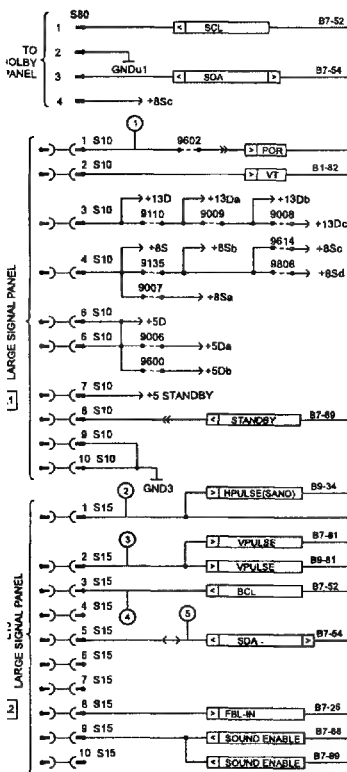 S80
1 < SCL B7-52
2 GNDu1
TO
OLBY
PANEL
3 < SDA > B7-54
4 +8Sc
1
1 S10 9602 > POR
2 S10 > VT B1-82
3 S10 +13D +13Da +13Db
9110 9009 9008 +13Dc
4 S10 +8S +8Sb 9614 +8Sc
9135 9806 +8Sd
9007 +8Sa
6 S10 +5D
6 S10 9006 +5Da
9600 +5Db
7 S10 +5 STANDBY
8 S10 < STANDBY B7-69
9 S10
10 S10 GND3
LARGE SIGNAL PANEL
2 < HPULSE(SAND) B9-34
1 S15
3 > VPULSE B7-81
2 S15 < VPULSE B9-81
3 S15 < BCL B7-52
4
4 S15
5
5 S15 < SDA - > B7-54
6 S15
7 S15
8 S15 < FBL-IN B7-26
9 S15 < SOUND ENABLE B7-88
10 S15 < SOUND ENABLE B7-89
LARGE SIGNAL PANEL
2